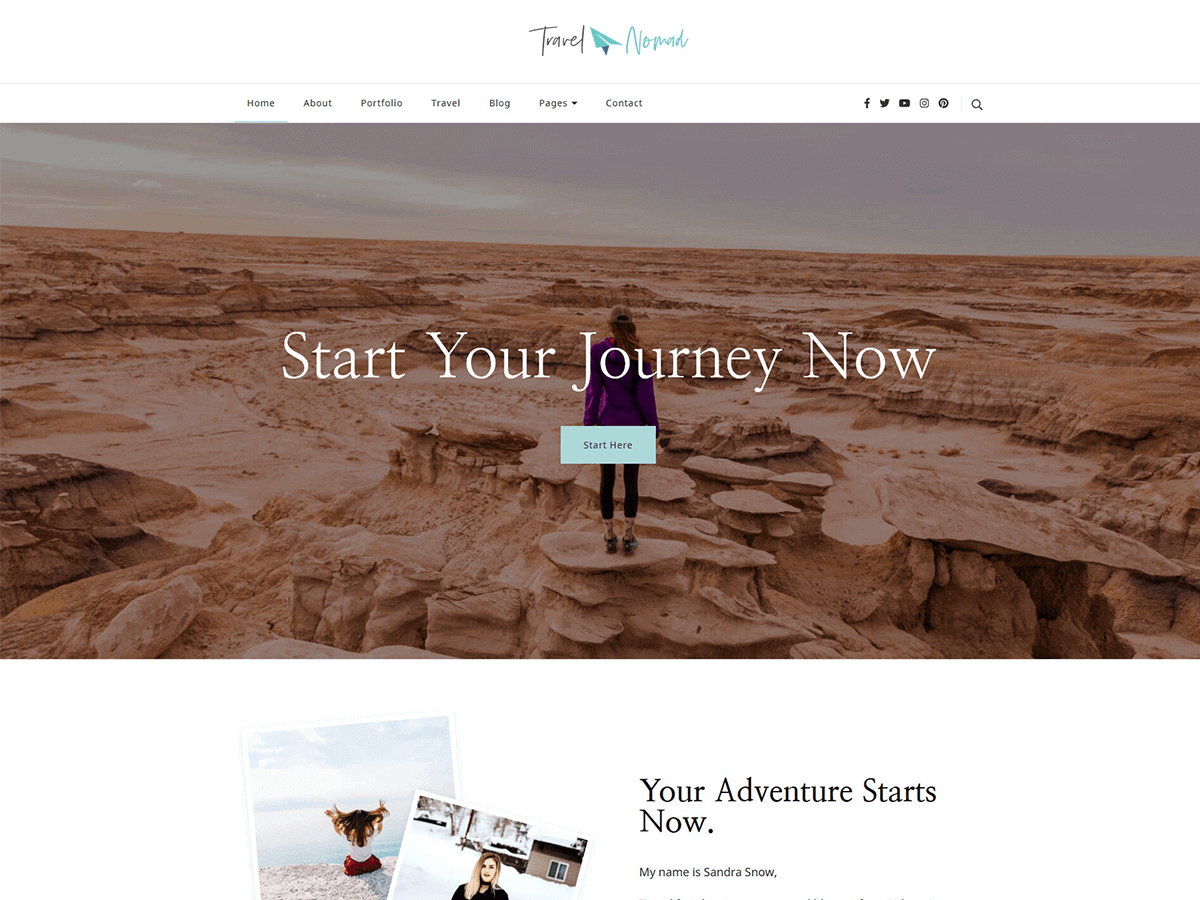 Travel Nomad
Home About Portfolio Travel Blog Pages Contact
Start Your Journey Now
Start Here
Your Adventure Starts
Now.
My name is Sandra Snow,